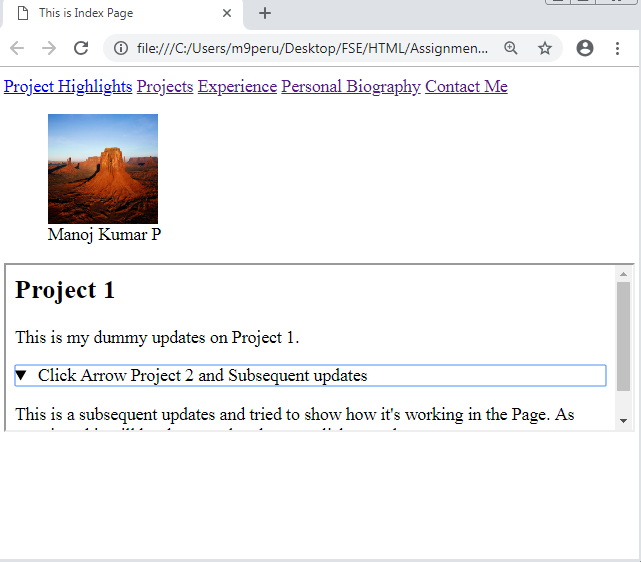 This is Index Page
file:///C:/Users/m9peru/Desktop/FSE/HTML/Assignmen...
Project Highlights Projects Experience Personal Biography Contact Me
Manoj Kumar P
Project 1
This is my dummy updates on Project 1.
Click Arrow Project 2 and Subsequent updates
This is a subsequent updates and tried to show how it's working in the Page. As